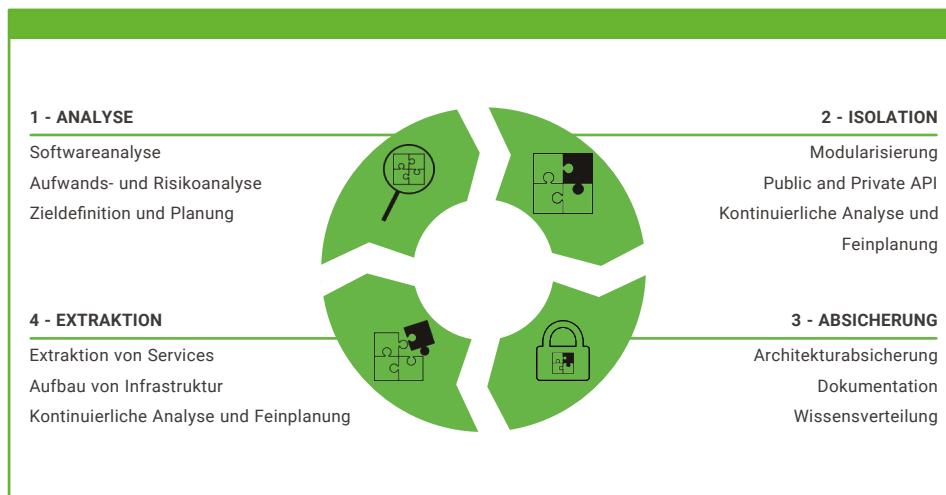 1 - ANALYSE
Softwareanalyse
Aufwands- und Risikoanalyse
Zieldefinition und Planung
2 - ISOLATION
Modularisierung
Public and Private API
Kontinuierliche Analyse und
Feinplanung
4 - EXTRAKTION
Extraktion von Services
Aufbau von Infrastruktur
Kontinuierliche Analyse und Feinplanung
3 - ABSICHERUNG
Architekturabsicherung
Dokumentation
Wissensverteilung